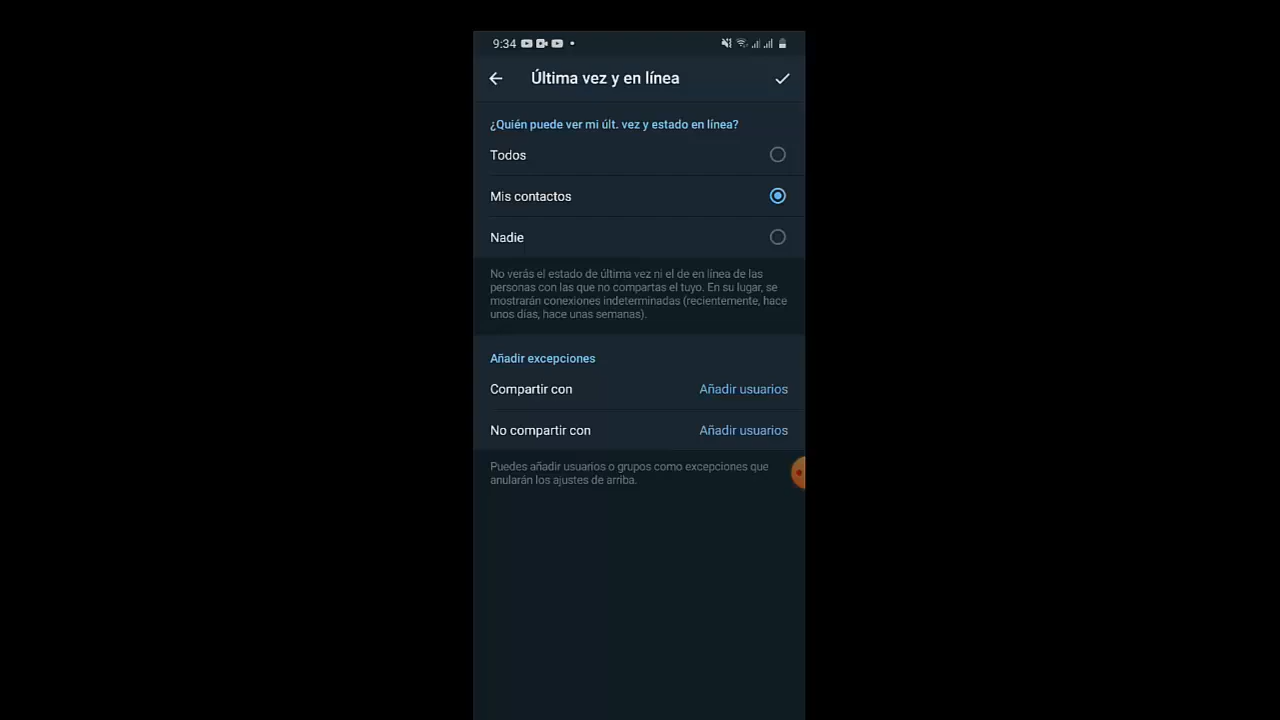 9:34
Última vez y en línea
¿Quién puede ver mi últ. vez y estado en línea?
Todos
Mis contactos
Nadie
No verás el estado de última vez ni el de en línea de las
personas con las que no compartas el tuyo. En su lugar, se
mostrarán conexiones indeterminadas (recientemente, hace
unos días, hace unas semanas).
Añadir excepciones
Compartir con Añadir usuarios
No compartir con Añadir usuarios
Puedes añadir usuarios o grupos como excepciones que
anularán los ajustes de arriba.